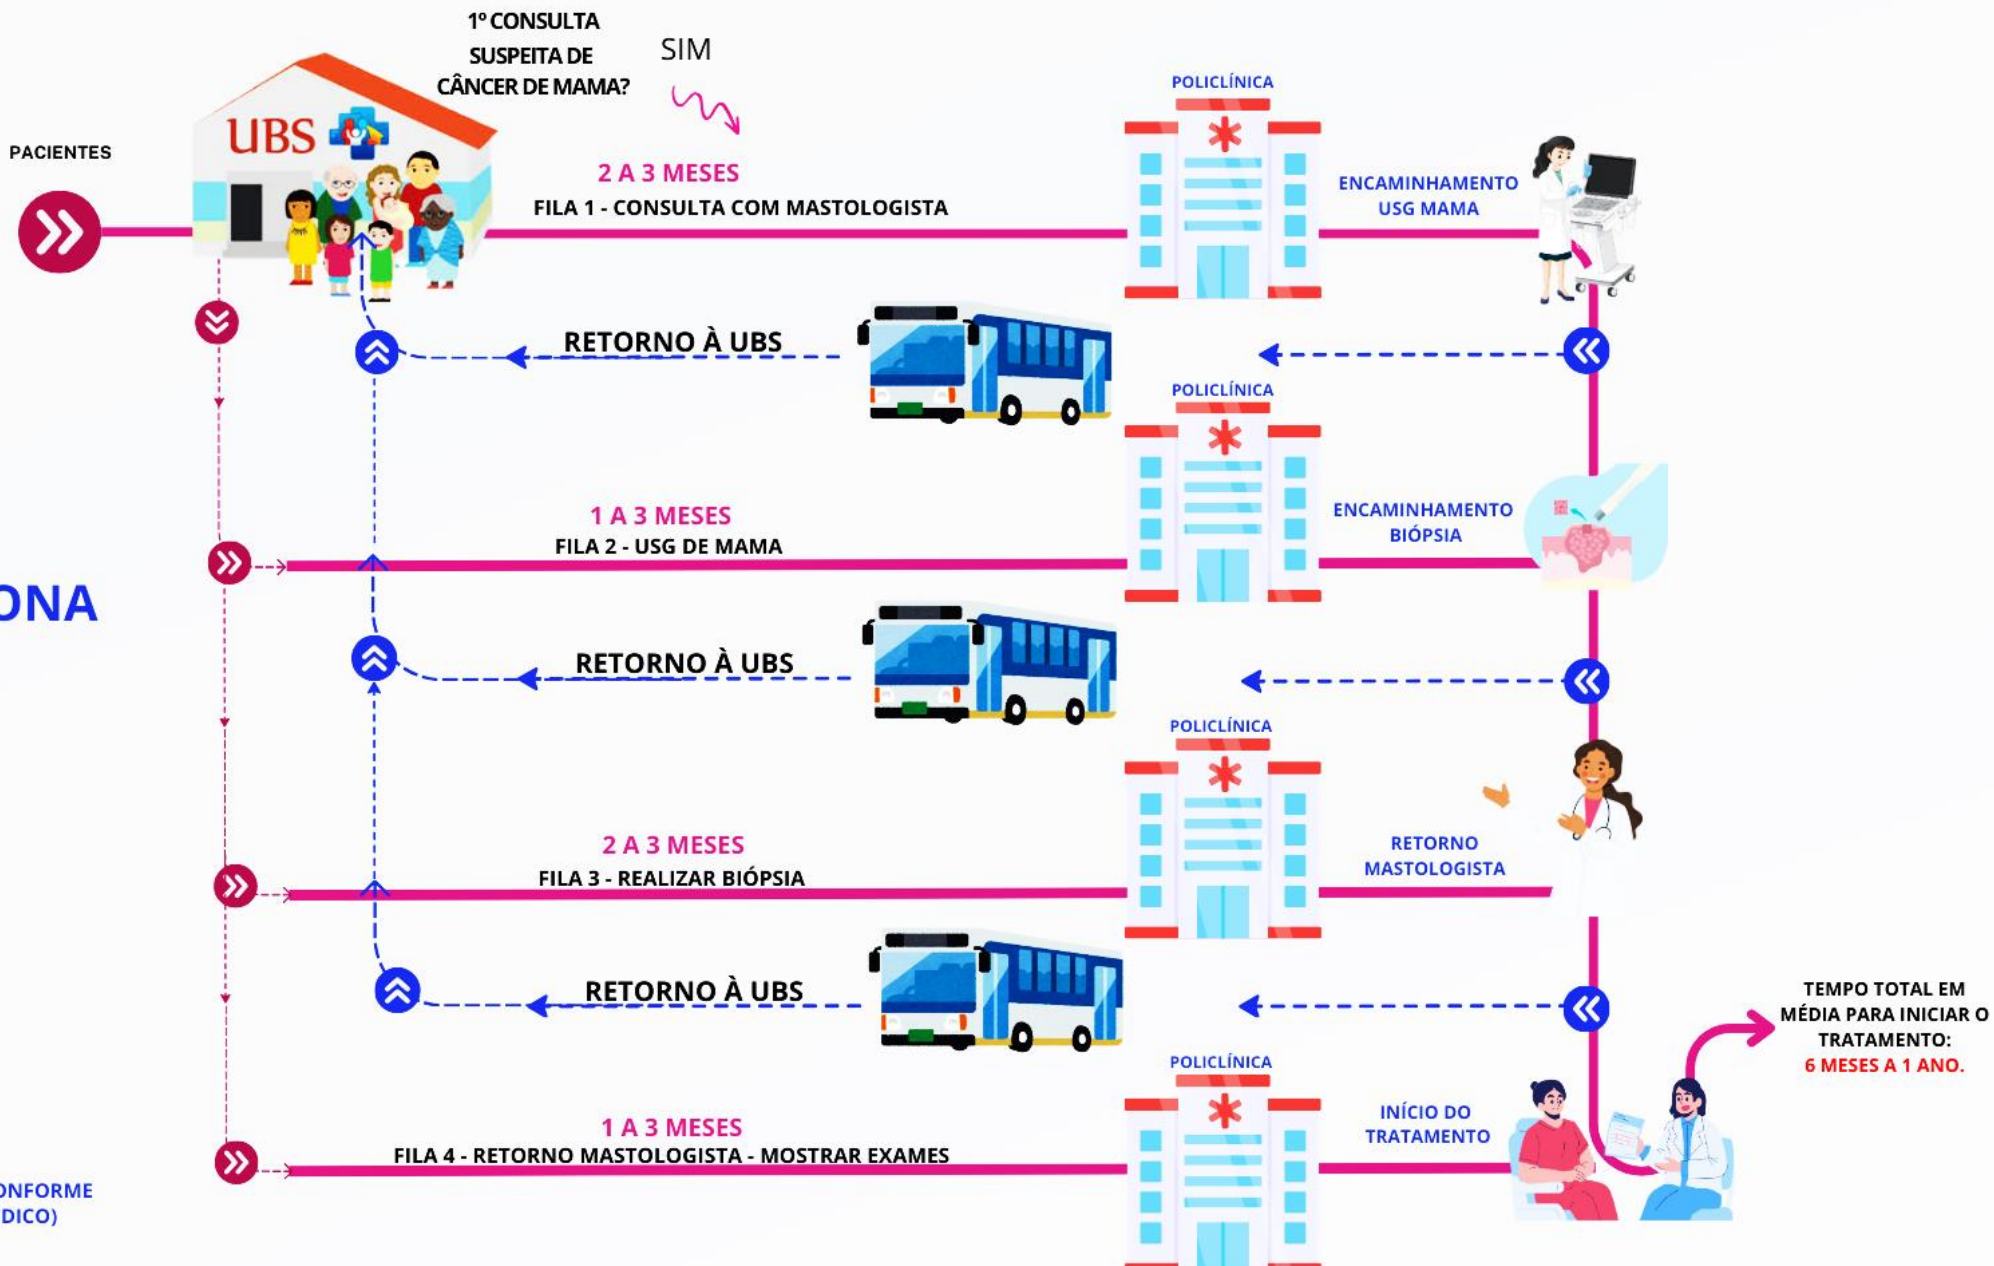 1º CONSULTA
SUSPEITA DE
CÂNCER DE MAMA?
SIM
PACIENTES
UBS
2 A 3 MESES
FILA 1 - CONSULTA COM MASTOLOGISTA
POLICLÍNICA
ENCAMINHAMENTO
USG MAMA
RETORNO À UBS
POLICLÍNICA
1 A 3 MESES
FILA 2 - USG DE MAMA
ENCAMINHAMENTO
BIÓPSIA
ONA
RETORNO À UBS
POLICLÍNICA
2 A 3 MESES
FILA 3 - REALIZAR BIÓPSIA
RETORNO
MASTOLOGISTA
RETORNO À UBS
TEMPO TOTAL EM
MÉDIA PARA INICIAR O
TRATAMENTO:
6 MESES A 1 ANO.
POLICLÍNICA
1 A 3 MESES
FILA 4 - RETORNO MASTOLOGISTA - MOSTRAR EXAMES
INÍCIO DO
TRATAMENTO
ONFORME
DICO)